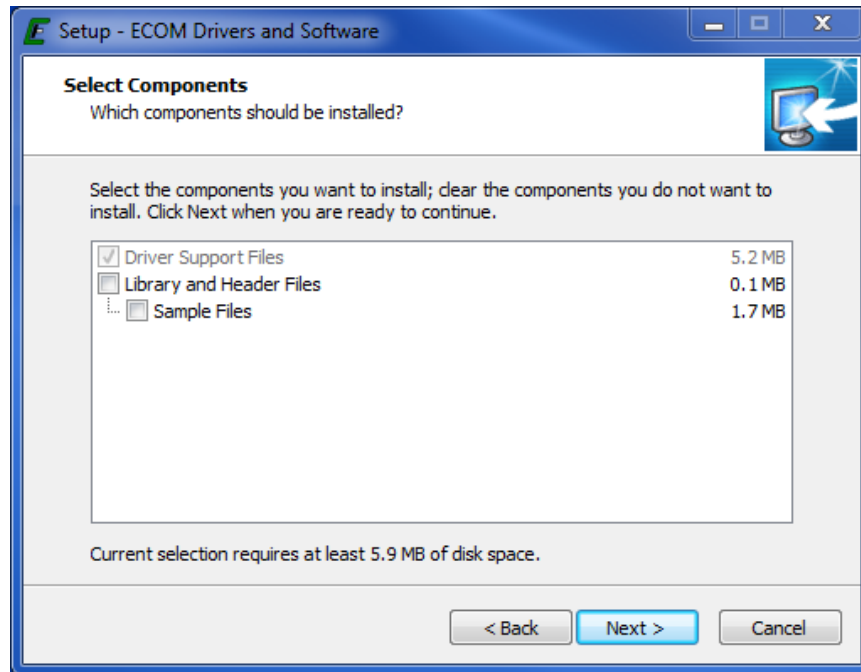 Setup - ECOM Drivers and Software
Select Components
Which components should be installed?
Select the components you want to install; clear the components you do not want to
install. Click Next when you are ready to continue.
Driver Support Files 5.2 MB
Library and Header Files 0.1 MB
Sample Files 1.7 MB
Current selection requires at least 5.9 MB of disk space.
< Back Next > Cancel